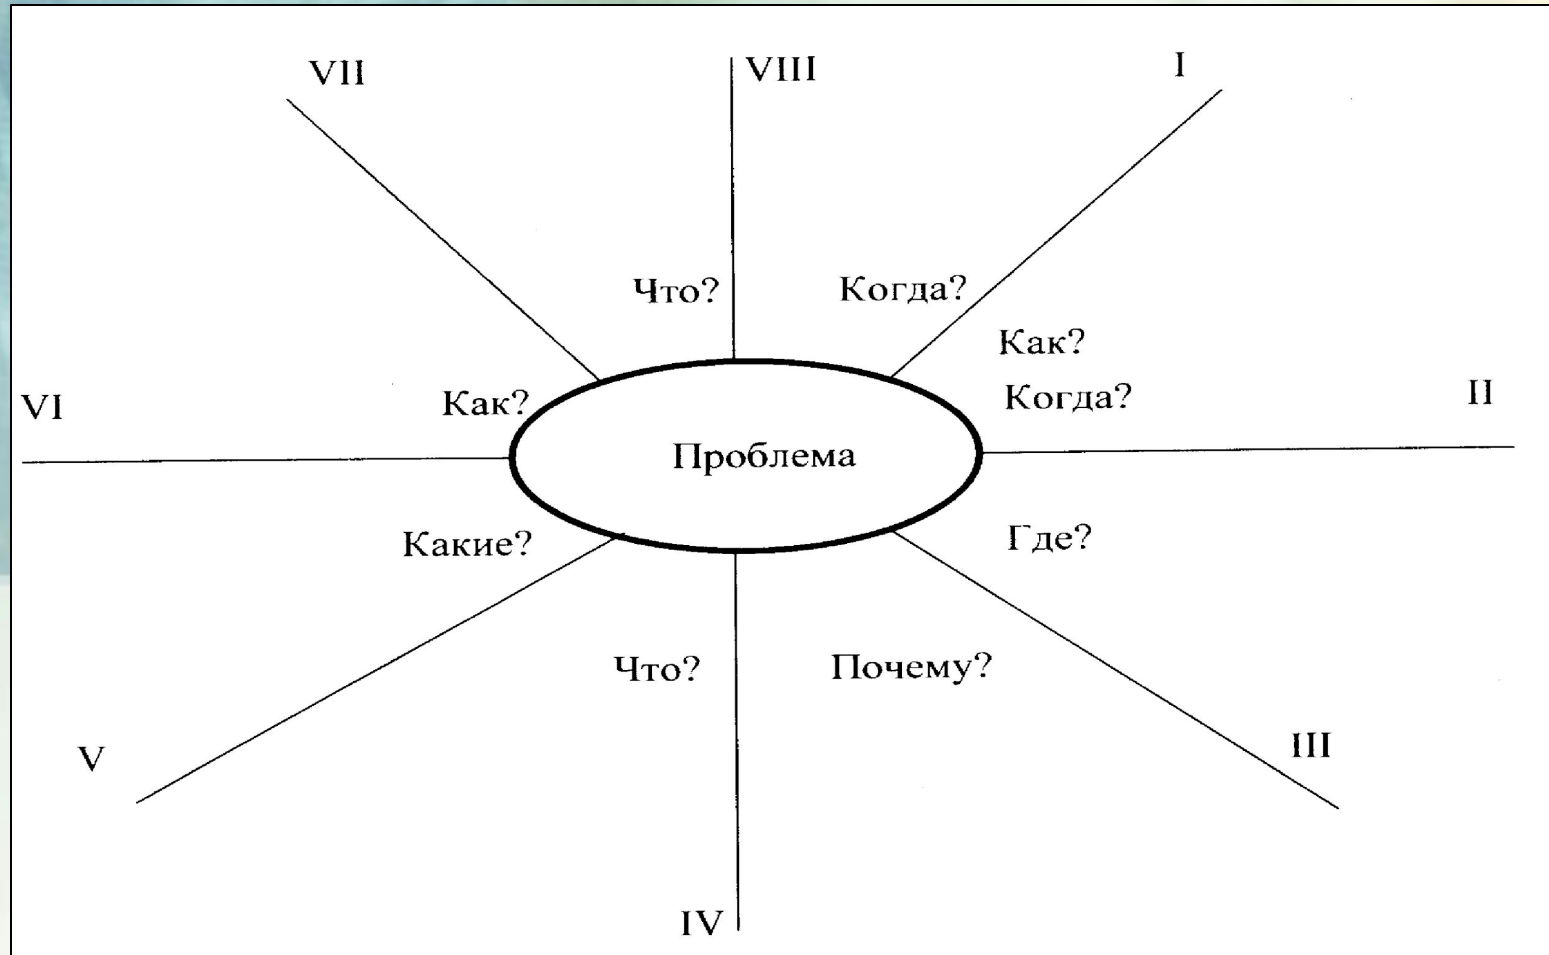 VII
VIII
I
Что?
Когда?
Как?
VI
Как?
Когда?
II
Проблема
Какие?
Где?
Что?
Почему?
V
III
IV